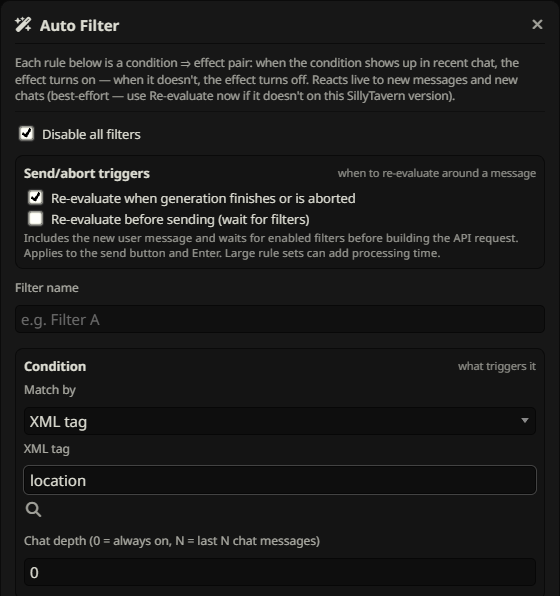 Auto Filter
Each rule below is a condition ⇒ effect pair: when the condition shows up in recent chat, the
effect turns on — when it doesn't, the effect turns off. Reacts live to new messages and new
chats (best-effort — use Re-evaluate now if it doesn't on this SillyTavern version).
Disable all filters
Send/abort triggers when to re-evaluate around a message
Re-evaluate when generation finishes or is aborted
Re-evaluate before sending (wait for filters)
Includes the new user message and waits for enabled filters before building the API request.
Applies to the send button and Enter. Large rule sets can add processing time.
Filter name
e.g. Filter A
Condition what triggers it
Match by
XML tag
XML tag
location
Chat depth (0 = always on, N = last N chat messages)
0